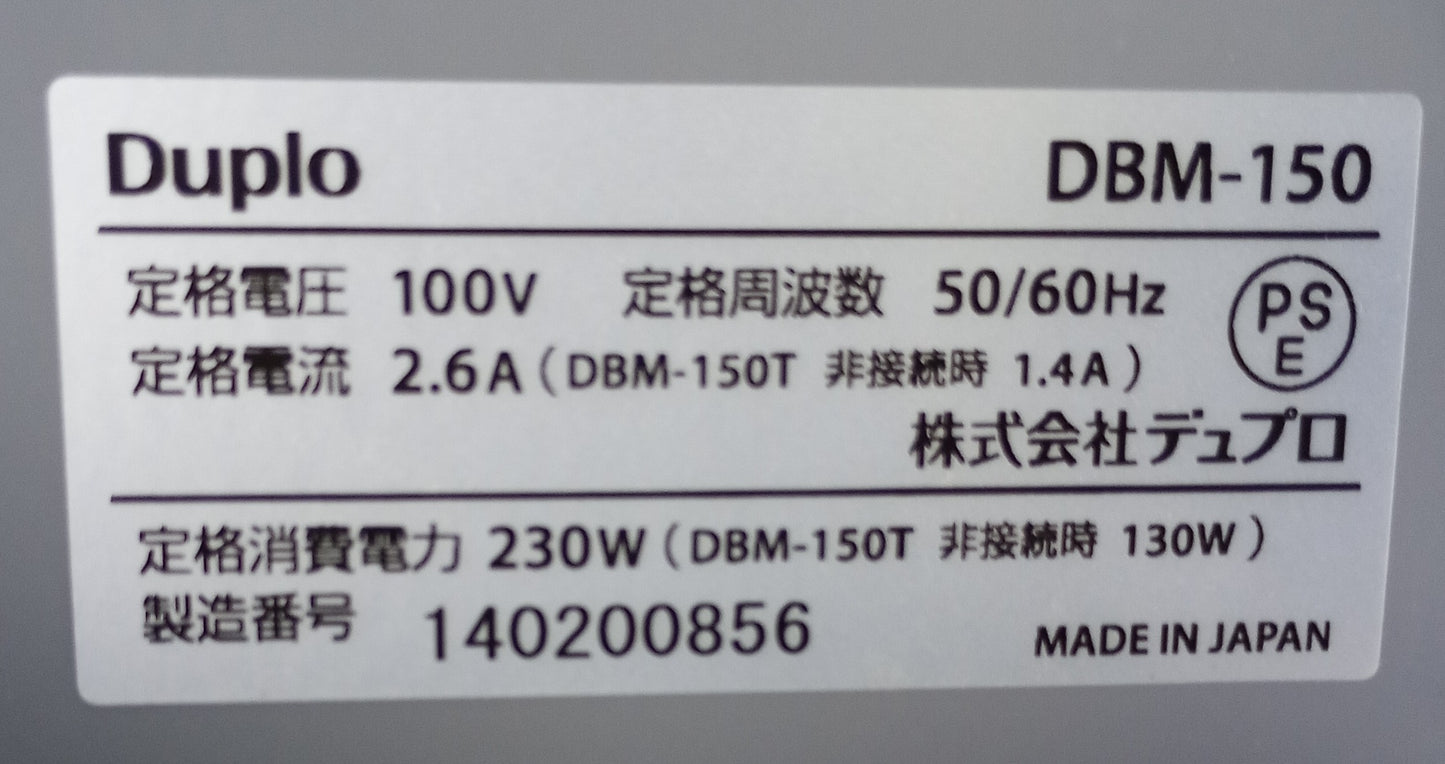 Duplo DBM-150
定格電圧 100V 定格周波数 50/60Hz
PS
E
定格電流 2.6A (DBM-150T 非接続時 1.4A)
株式会社デュプロ
定格消費電力 230W (DBM-150T 非接続時 130W)
製造番号 140200856 MADE IN JAPAN